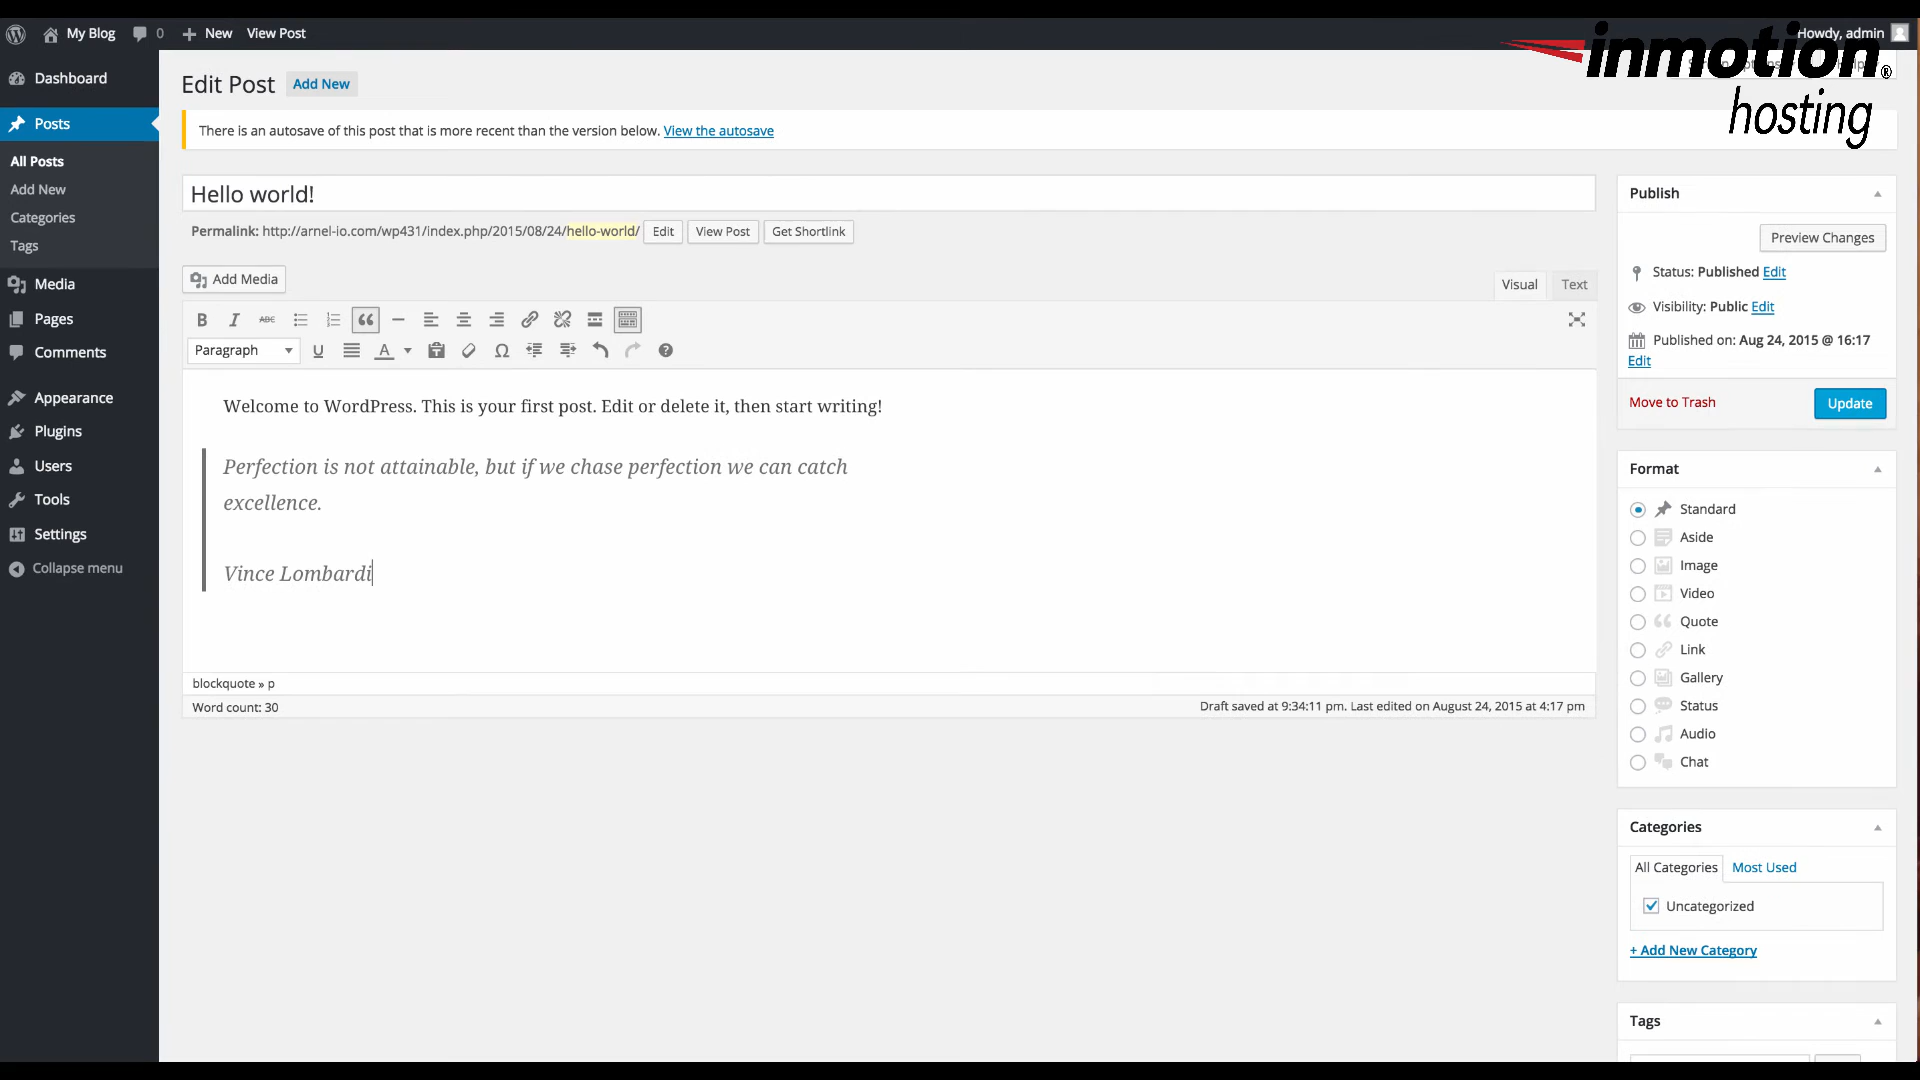 My Blog 0 New View Post Howdy, admin
inmotion®
hosting
Dashboard
Posts
All Posts
Add New
Categories
Tags
Media
Pages
Comments
Appearance
Plugins
Users
Tools
Settings
Collapse menu
Edit Post Add New
There is an autosave of this post that is more recent than the version below. View the autosave
Hello world!
Permalink: http://arnel-io.com/wp431/index.php/2015/08/24/hello-world/ Edit View Post Get Shortlink
Add Media
Visual Text
B I ABC
Paragraph U A Ω
Welcome to WordPress. This is your first post. Edit or delete it, then start writing!
Perfection is not attainable, but if we chase perfection we can catch
excellence.
Vince Lombardi
blockquote » p
Word count: 30
Draft saved at 9:34:11 pm. Last edited on August 24, 2015 at 4:17 pm
Publish
Preview Changes
Status: Published Edit
Visibility: Public Edit
Published on: Aug 24, 2015 @ 16:17
Edit
Move to Trash Update
Format
Standard
Aside
Image
Video
Quote
Link
Gallery
Status
Audio
Chat
Categories
All Categories Most Used
Uncategorized
+ Add New Category
Tags